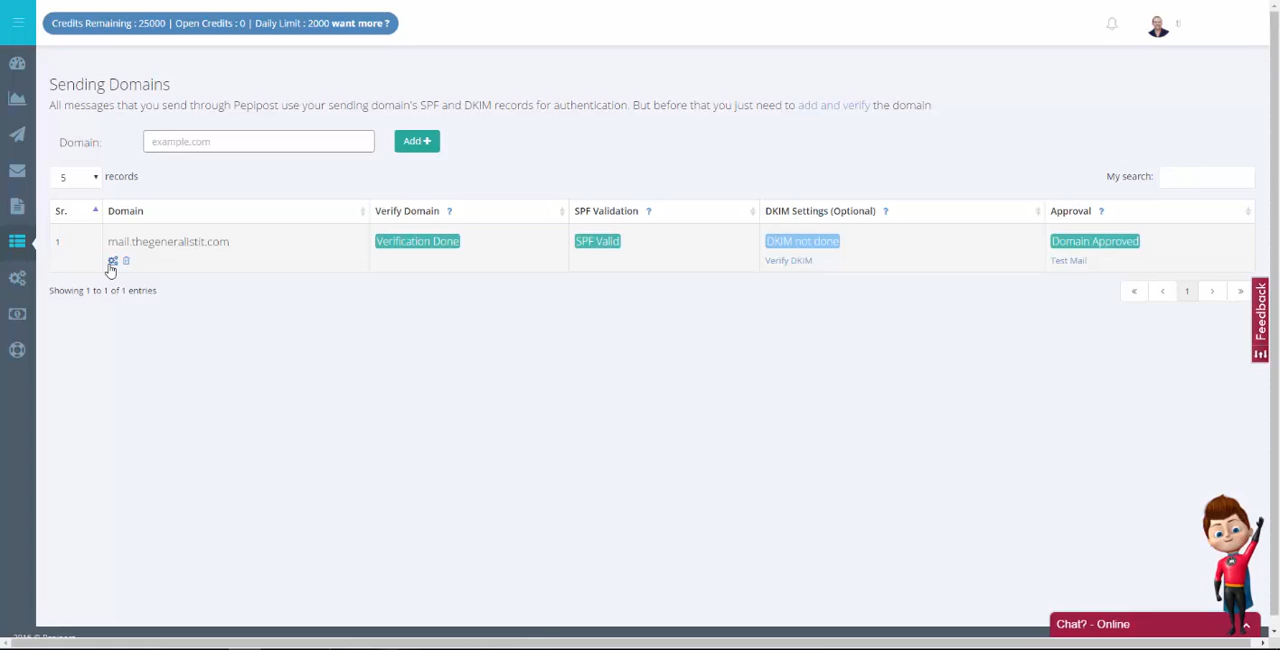 Credits Remaining : 25000 | Open Credits : 0 | Daily Limit : 2000 want more ?
Sending Domains
All messages that you send through Pepipost use your sending domain's SPF and DKIM records for authentication. But before that you just need to add and verify the domain
Domain: example.com Add +
5 records My search:
Sr. Domain Verify Domain ? SPF Validation ? DKIM Settings (Optional) ? Approval ?
1 mail.thegeneralistit.com Verification Done SPF Valid DKIM not done Domain Approved
Verify DKIM Test Mail
Showing 1 to 1 of 1 entries « ‹ 1 › »
Feedback
Chat? - Online